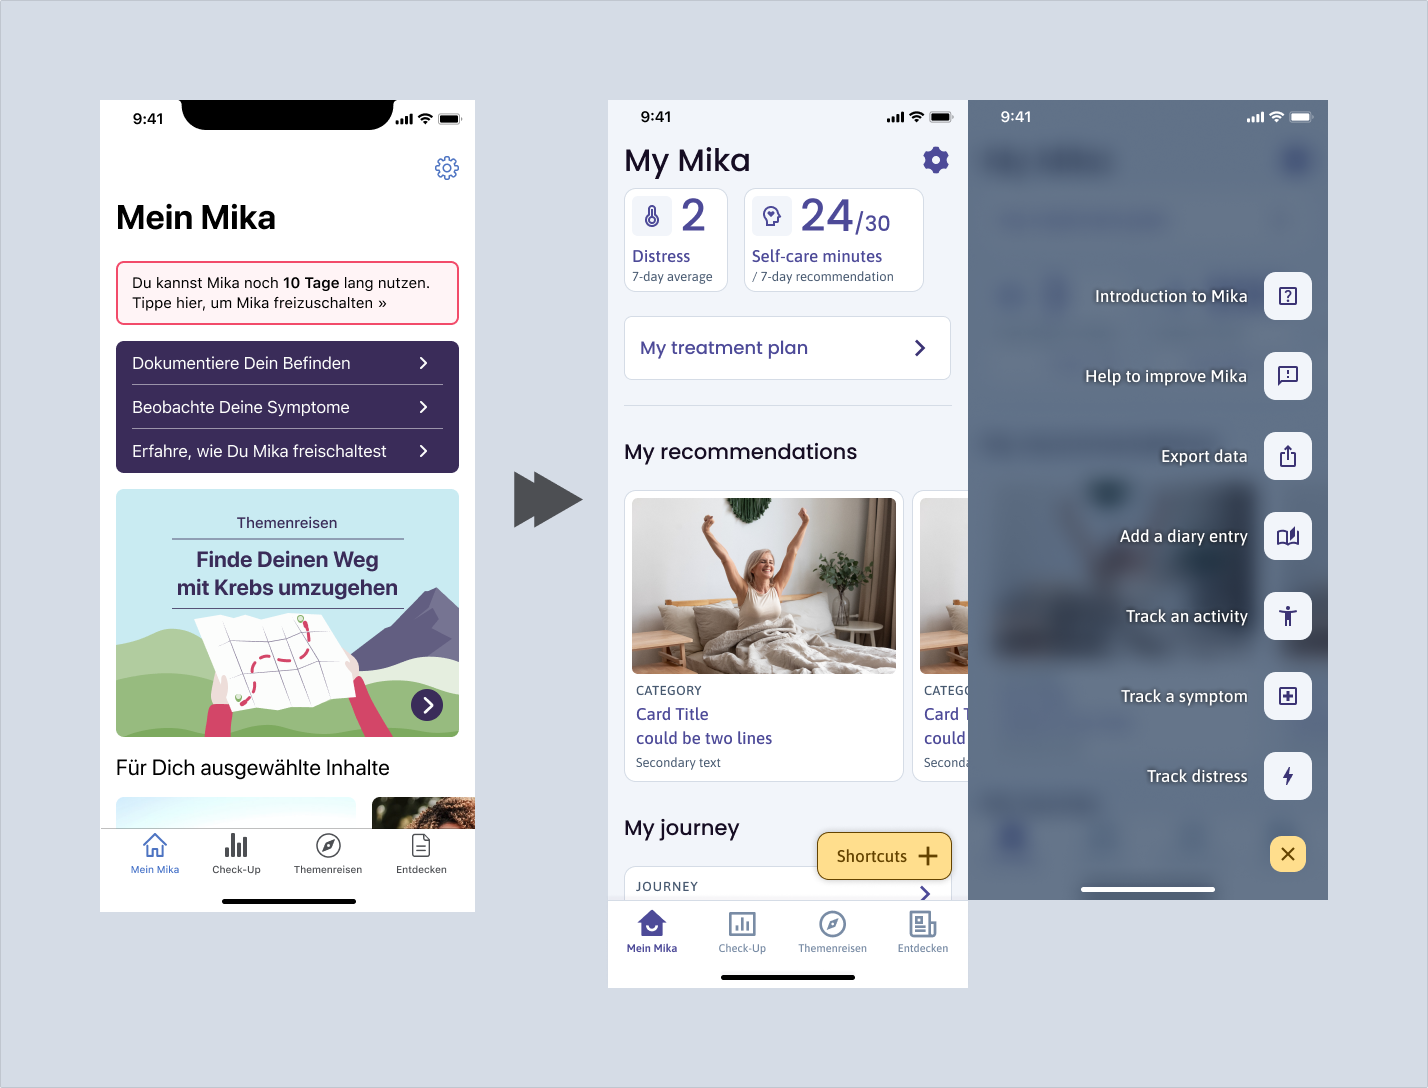 9:41
Mein Mika
Du kannst Mika noch 10 Tage lang nutzen.
Tippe hier, um Mika freizuschalten »
Dokumentiere Dein Befinden
Beobachte Deine Symptome
Erfahre, wie Du Mika freischaltest
Themenreisen
Finde Deinen Weg
mit Krebs umzugehen
Für Dich ausgewählte Inhalte
Mein Mika
Check-Up
Themenreisen
Entdecken
9:41
My Mika
2
Distress
7-day average
24/30
Self-care minutes
/ 7-day recommendation
My treatment plan
My recommendations
CATEGORY
Card Title
could be two lines
Secondary text
My journey
Shortcuts
JOURNEY
Mein Mika
Check-Up
Themenreisen
Entdecken
9:41
Introduction to Mika
Help to improve Mika
Export data
Add a diary entry
Track an activity
Track a symptom
Track distress